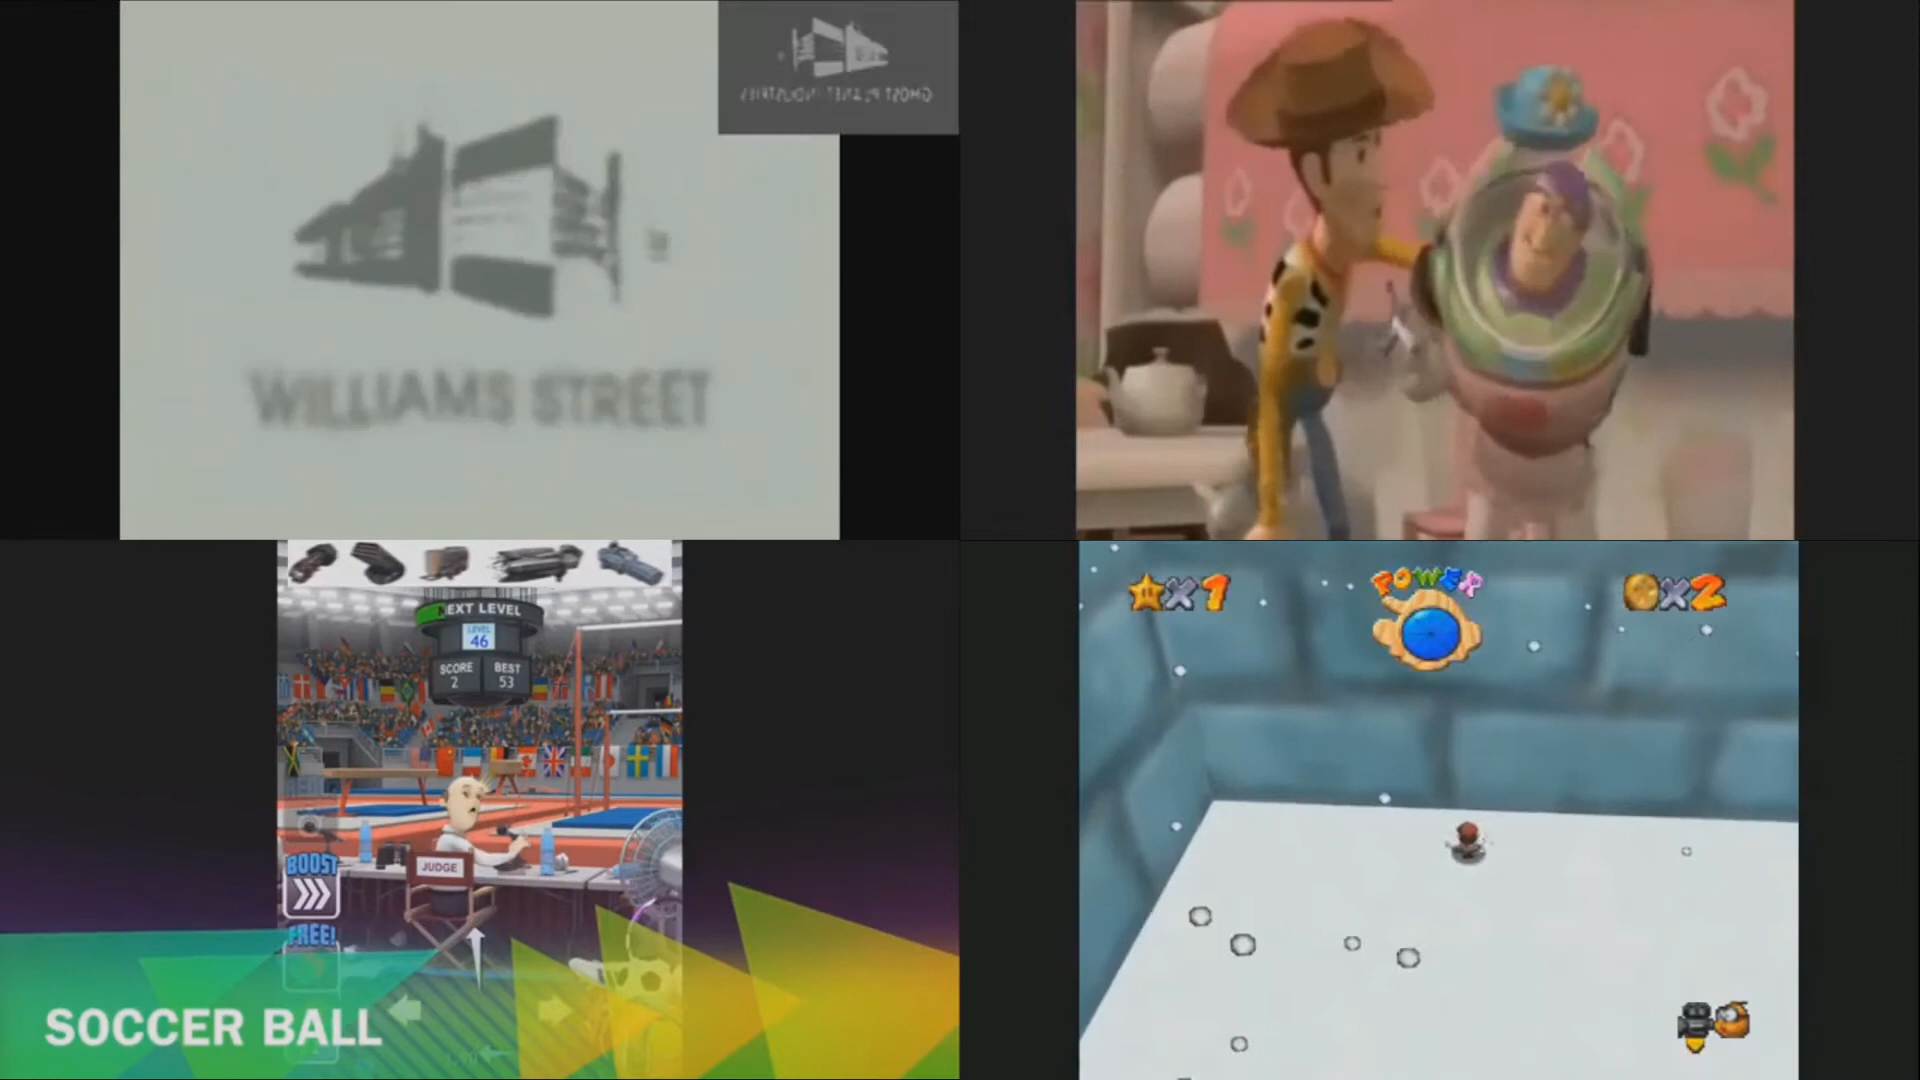 GHOST PLANET INDUSTRIES
WILLIAMS STREET
NEXT LEVEL
LEVEL
46
SCORE
BEST
2
53
JUDGE
BOOST
FREE!
SOCCER BALL
×1
POWER
×2